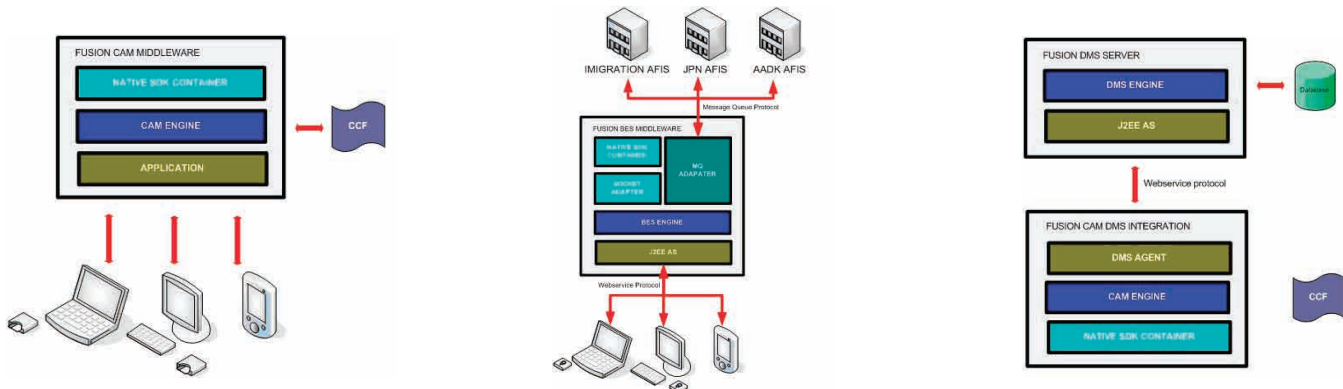 FUSION CAM MIDDLEWARE
NATIVE SDK CONTAINER
CAM ENGINE
APPLICATION
CCF
IMIGRATION AFIS
JPN AFIS
AADK AFIS
Message Queue Protocol
FUSION BES MIDDLEWARE
NATIVE SDK
CONTAINER
MQ
ADAPATER
SOCKET
ADAPTER
BES ENGINE
J2EE AS
Webservice Protocol
FUSION DMS SERVER
DMS ENGINE
J2EE AS
Database
Webservice protocol
FUSION CAM DMS INTEGRATION
DMS AGENT
CAM ENGINE
NATIVE SDK CONTAINER
CCF